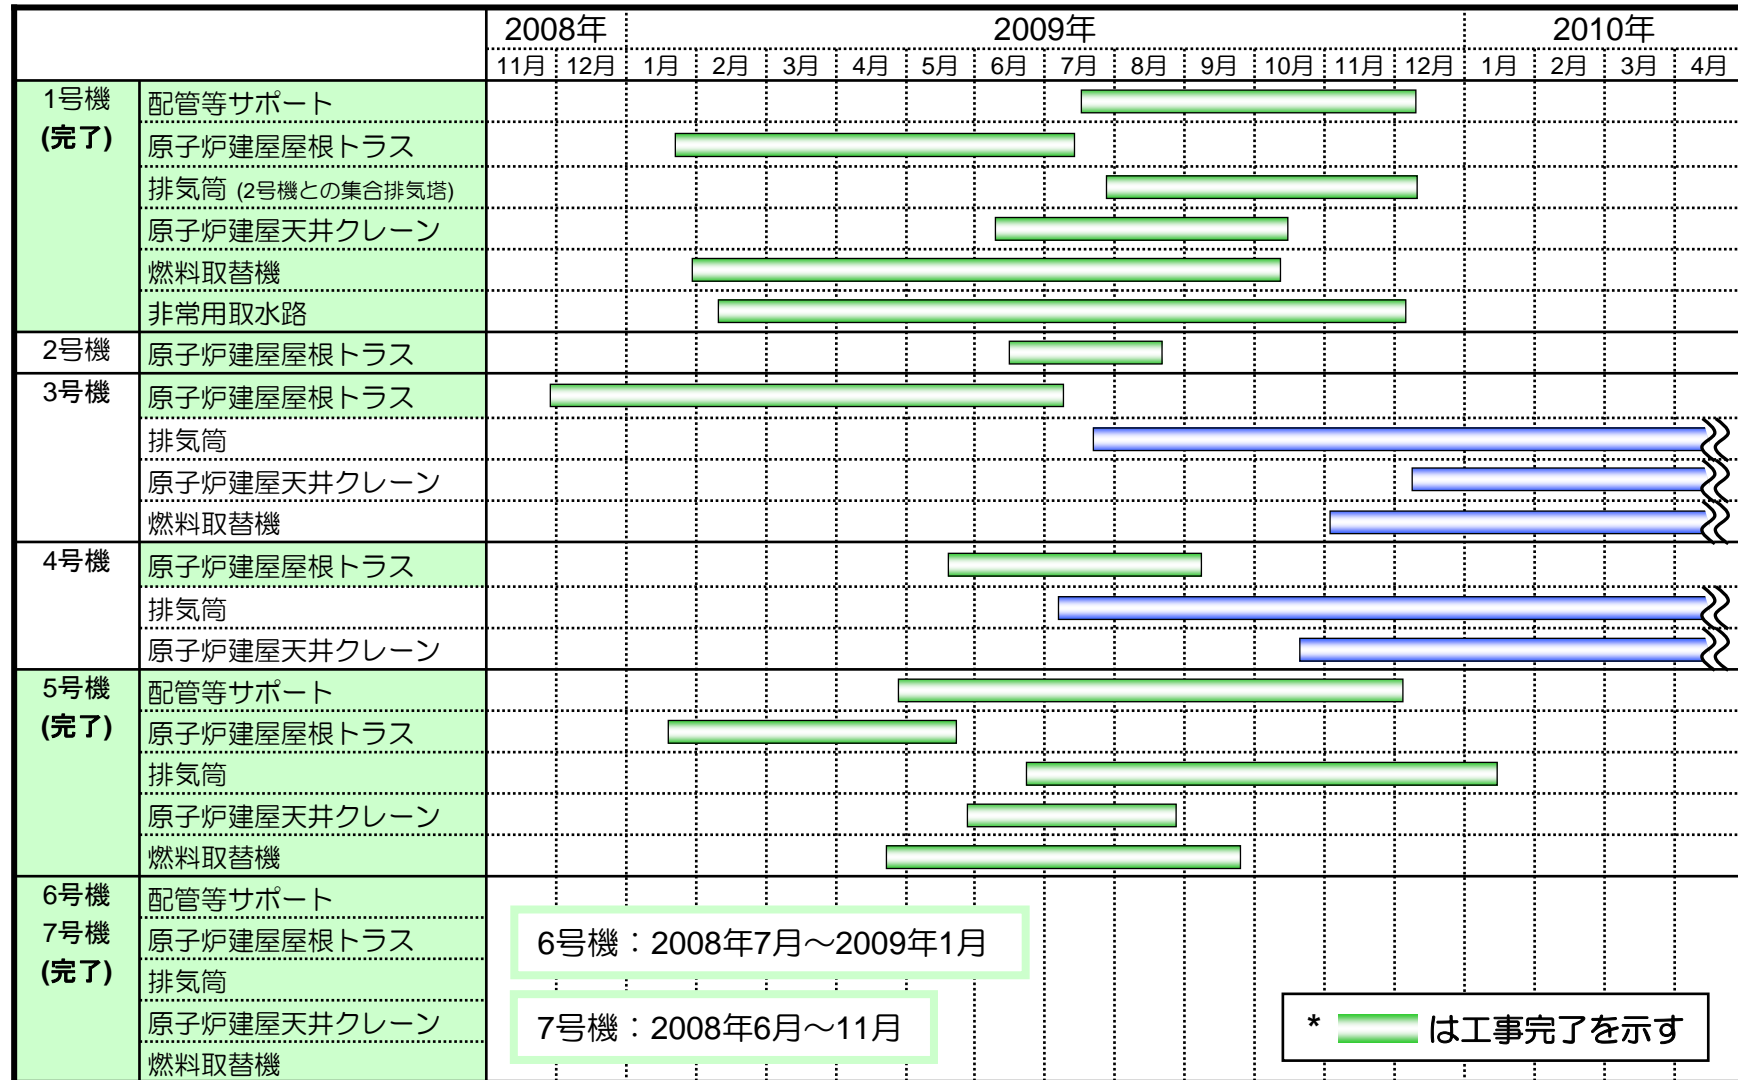 2008年 2009年 2010年
11月 12月 1月 2月 3月 4月 5月 6月 7月 8月 9月 10月 11月 12月 1月 2月 3月 4月
1号機 配管等サポート
(完了) 原子炉建屋屋根トラス
排気筒 (2号機との集合排気塔)
原子炉建屋天井クレーン
燃料取替機
非常用取水路
2号機 原子炉建屋屋根トラス
3号機 原子炉建屋屋根トラス
排気筒
原子炉建屋天井クレーン
燃料取替機
4号機 原子炉建屋屋根トラス
排気筒
原子炉建屋天井クレーン
5号機 配管等サポート
(完了) 原子炉建屋屋根トラス
排気筒
原子炉建屋天井クレーン
燃料取替機
6号機 配管等サポート
7号機 原子炉建屋屋根トラス
(完了) 排気筒
原子炉建屋天井クレーン
燃料取替機
6号機：2008年7月～2009年1月
7号機：2008年6月～11月
* は工事完了を示す